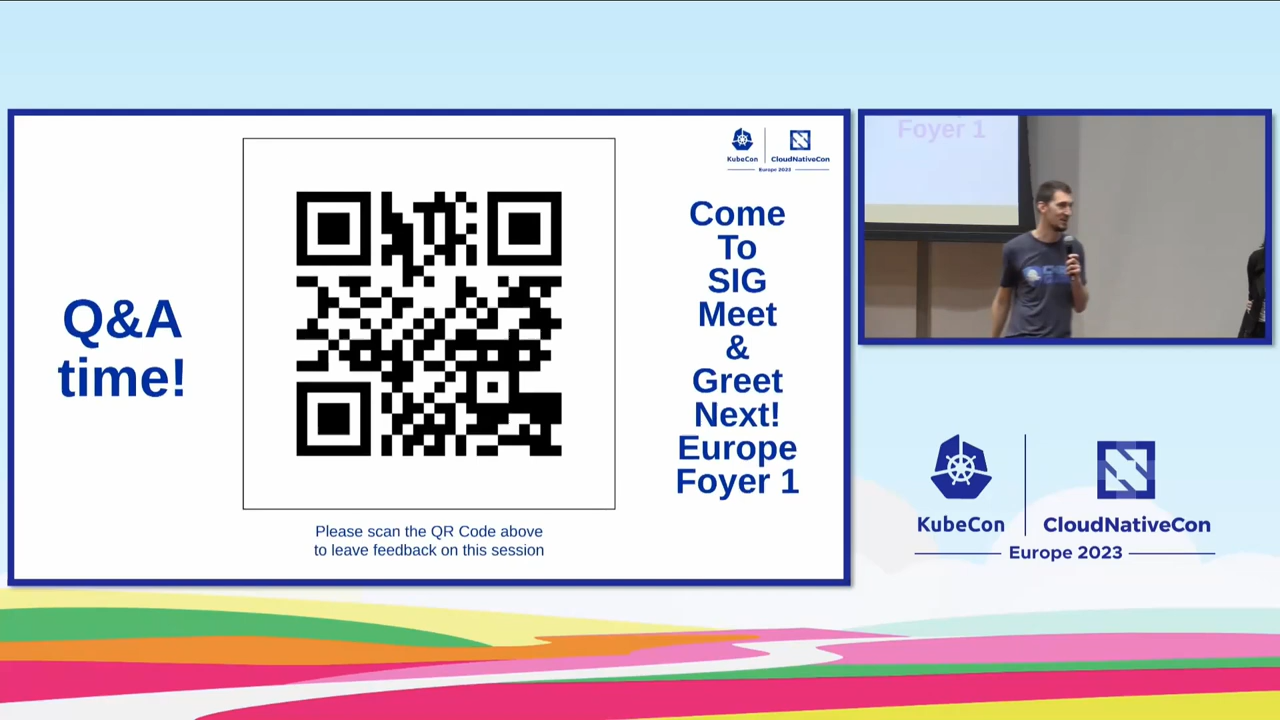 Q&A
time!
KubeCon
CloudNativeCon
Europe 2023
Come
To
SIG
Meet
&
Greet
Next!
Europe
Foyer 1
Please scan the QR Code above
to leave feedback on this session
Foyer 1
KubeCon
CloudNativeCon
Europe 2023